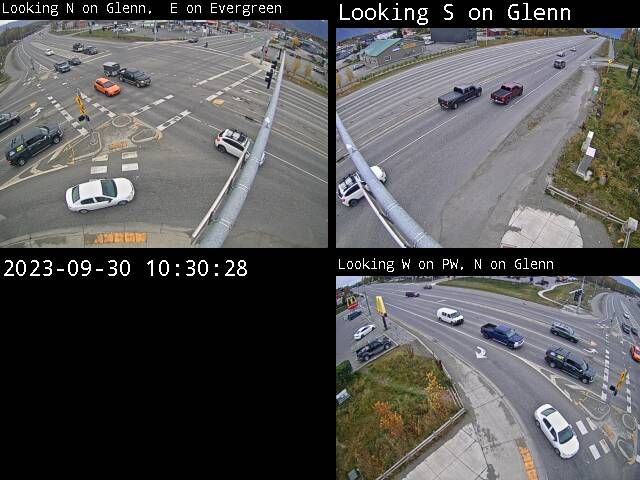 Looking N on Glenn,  E on Evergreen
Looking S on Glenn
2023-09-30 10:30:28
Looking W on PW, N on Glenn